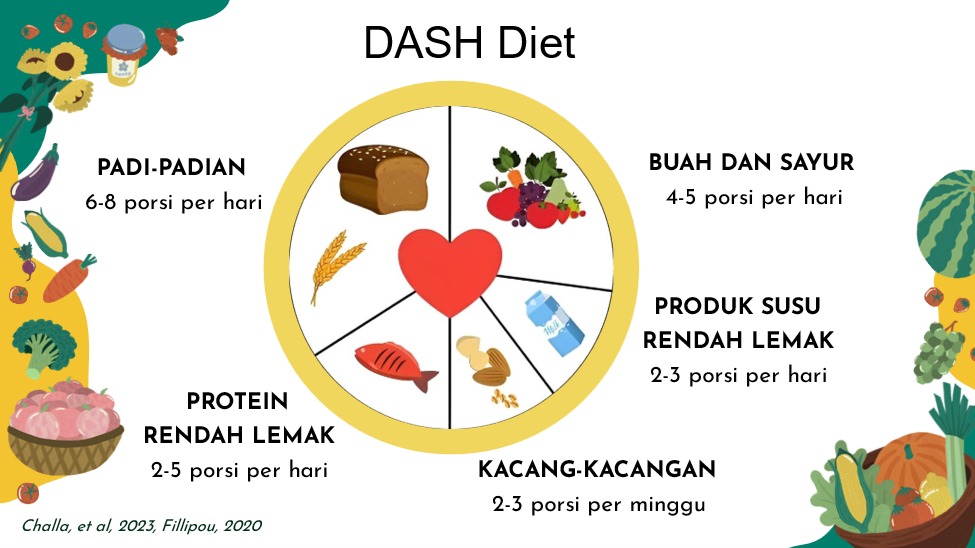 DASH Diet
PADI-PADIAN
6-8 porsi per hari
BUAH DAN SAYUR
4-5 porsi per hari
PRODUK SUSU
RENDAH LEMAK
2-3 porsi per hari
PROTEIN
RENDAH LEMAK
2-5 porsi per hari
KACANG-KACANGAN
2-3 porsi per minggu
Challa, et al, 2023, Fillipou, 2020
Milk